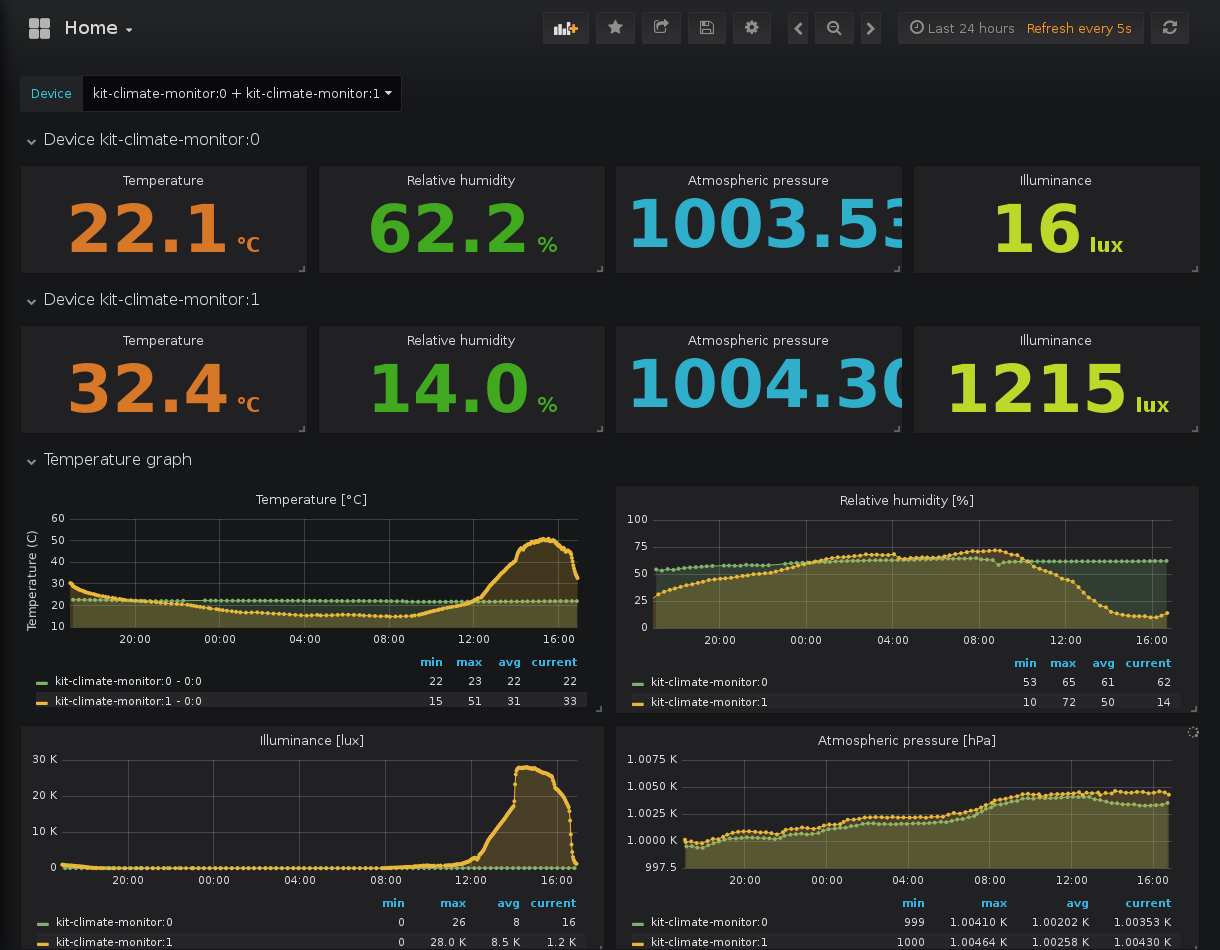 Home
Last 24 hours Refresh every 5s
Device kit-climate-monitor:0 + kit-climate-monitor:1
Device kit-climate-monitor:0
Temperature Relative humidity Atmospheric pressure Illuminance
22.1 °C 62.2 % 1003.53 16 lux
Device kit-climate-monitor:1
Temperature Relative humidity Atmospheric pressure Illuminance
32.4 °C 14.0 % 1004.30 1215 lux
Temperature graph
Temperature [°C]
Temperature (C)
60
50
40
30
20
10
20:00 00:00 04:00 08:00 12:00 16:00
min max avg current
kit-climate-monitor:0 - 0:0 22 23 22 22
kit-climate-monitor:1 - 0:0 15 51 31 33
Relative humidity [%]
100
75
50
25
0
20:00 00:00 04:00 08:00 12:00 16:00
min max avg current
kit-climate-monitor:0 53 65 61 62
kit-climate-monitor:1 10 72 50 14
Illuminance [lux]
30 K
20 K
10 K
0
20:00 00:00 04:00 08:00 12:00 16:00
min max avg current
kit-climate-monitor:0 0 26 8 16
kit-climate-monitor:1 0 28.0 K 8.5 K 1.2 K
Atmospheric pressure [hPa]
1.0075 K
1.0050 K
1.0025 K
1.0000 K
997.5
20:00 00:00 04:00 08:00 12:00 16:00
min max avg current
kit-climate-monitor:0 999 1.00410 K 1.00202 K 1.00353 K
kit-climate-monitor:1 1000 1.00464 K 1.00258 K 1.00430 K